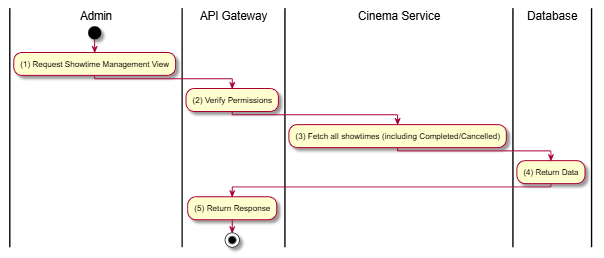 Admin
API Gateway
Cinema Service
Database
(1) Request Showtime Management View
(2) Verify Permissions
(3) Fetch all showtimes (including Completed/Cancelled)
(4) Return Data
(5) Return Response